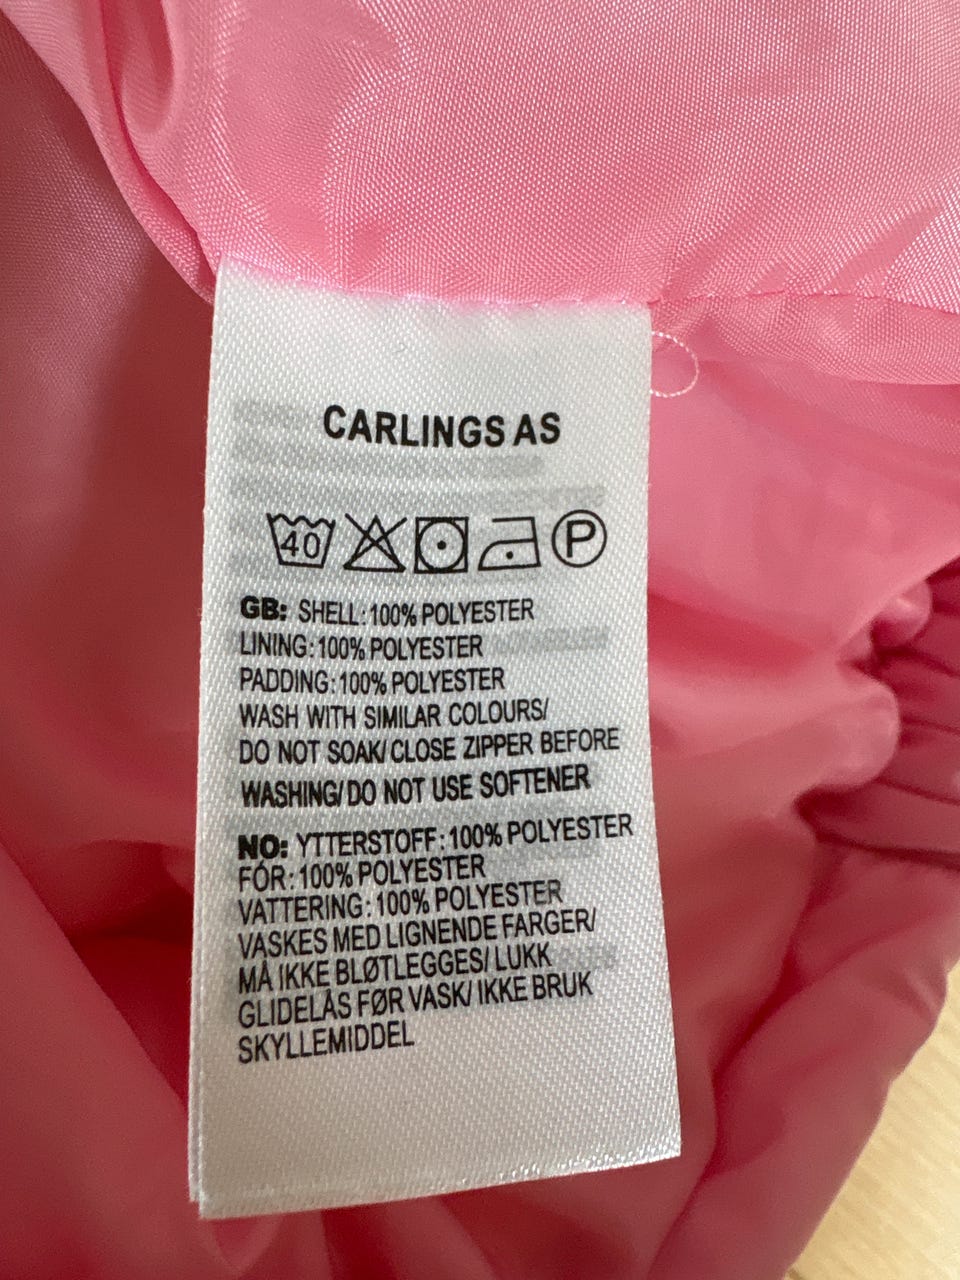 CARLINGS AS
40 P
GB: SHELL: 100% POLYESTER
LINING: 100% POLYESTER
PADDING: 100% POLYESTER
WASH WITH SIMILAR COLOURS/
DO NOT SOAK/ CLOSE ZIPPER BEFORE
WASHING/ DO NOT USE SOFTENER
NO: YTTERSTOFF: 100% POLYESTER
FÓR: 100% POLYESTER
VATTERING: 100% POLYESTER
VASKES MED LIGNENDE FARGER/
MÅ IKKE BLØTLEGGES/ LUKK
GLIDELÅS FØR VASK/ IKKE BRUK
SKYLLEMIDDEL